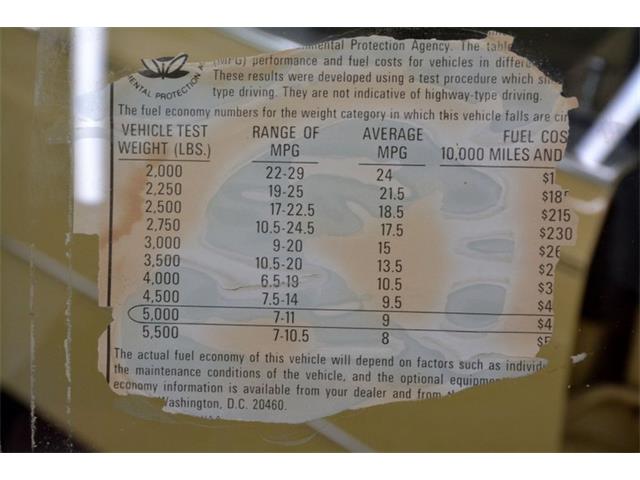 Protection Agency. The table
performance and fuel costs for vehicles in
These results were developed using a test procedure which
type driving. They are not indicative of highway-type driving.
MENTAL PROTECTION
The fuel economy numbers for the weight category in which this vehicle falls are
VEHICLE TEST WEIGHT (LBS.) RANGE OF MPG AVERAGE MPG FUEL COS 10,000 MILES AND
2,000 22-29 24 $1
2,250 19-25 21.5 $18
2,500 17-22.5 18.5 $215
2,750 10.5-24.5 17.5 $230
3,000 9-20 15 $26
3,500 10.5-20 13.5 $2
4,000 6.5-19 10.5 $3
4,500 7.5-14 9.5 $4
5,000 7-11 9 $4
5,500 7-10.5 8
The actual fuel economy of this vehicle will depend on factors such as
the maintenance conditions of the vehicle, and the optional
economy information is available from your dealer and from
Washington, D.C. 20460.